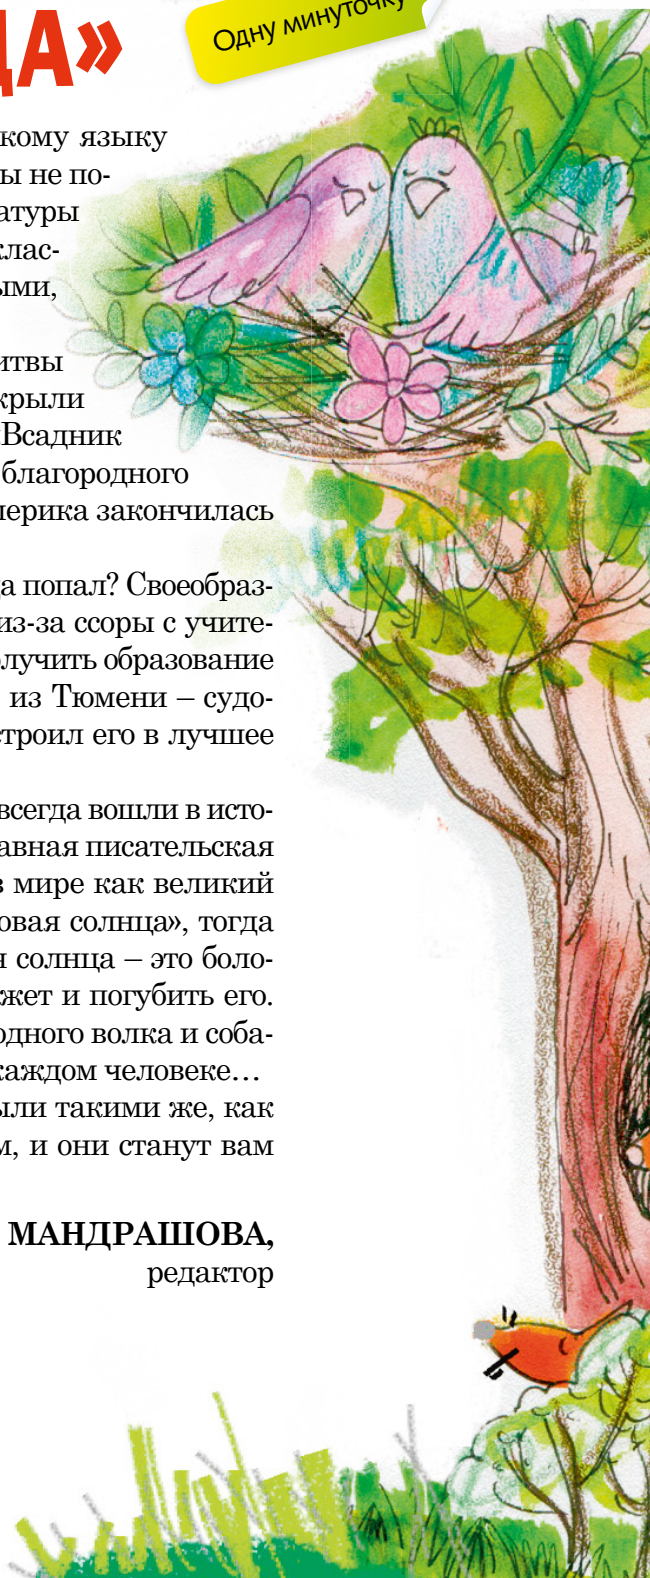 ДА»
Одну минуточку
кому языку
ы не по-
атуры
клас-
ыми,
итвы
крыли
«Всадник
благородного
мерика закончилась
да попал? Своеобраз-
из-за ссоры с учите-
олучить образование
из Тюмени – судо-
строил его в лучшее
всегда вошли в исто-
авная писательская
в мире как великий
овая солнца», тогда
я солнца – это боло-
жет и погубить его.
одного волка и соба-
каждом человеке...
ыли такими же, как
м, и они станут вам
МАНДРАШОВА,
редактор